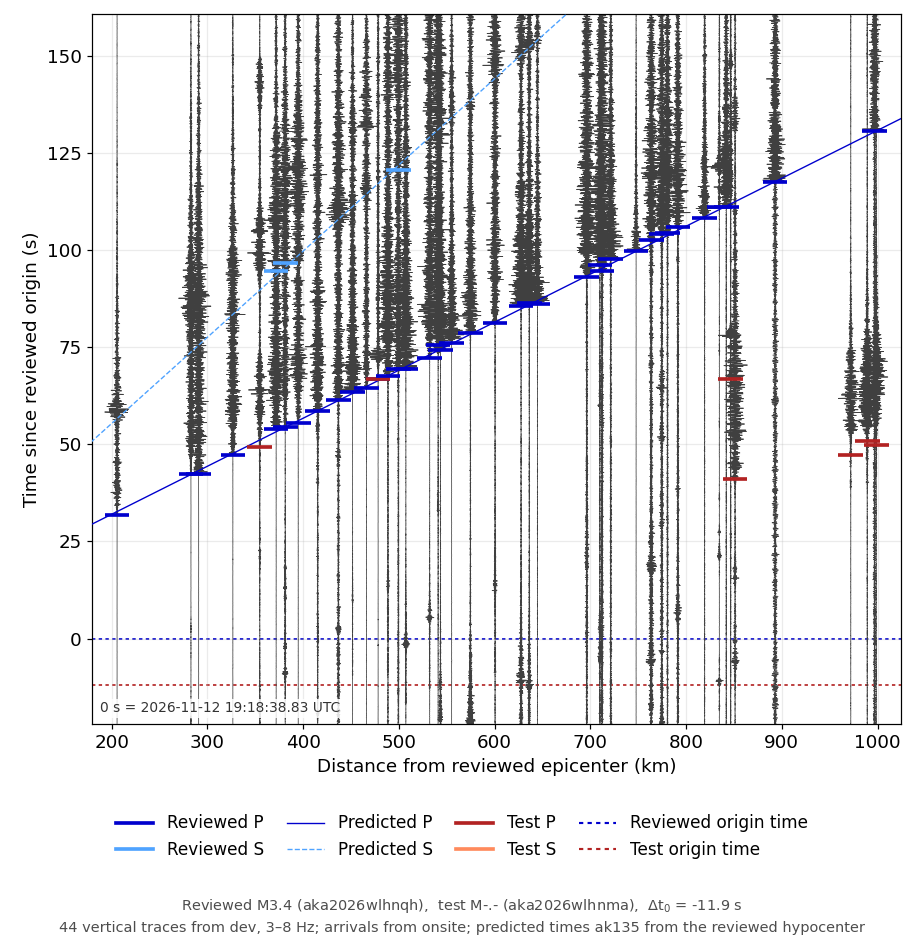 150
125
100
75
50
25
0
Time since reviewed origin (s)
0 s = 2026-11-12 19:18:38.83 UTC
200 300 400 500 600 700 800 900 1000
Distance from reviewed epicenter (km)
Reviewed P Predicted P Test P Reviewed origin time
Reviewed S Predicted S Test S Test origin time
Reviewed M3.4 (aka2026wlhnqh), test M-.- (aka2026wlhnma), Δt₀ = -11.9 s
44 vertical traces from dev, 3–8 Hz; arrivals from onsite; predicted times ak135 from the reviewed hypocenter